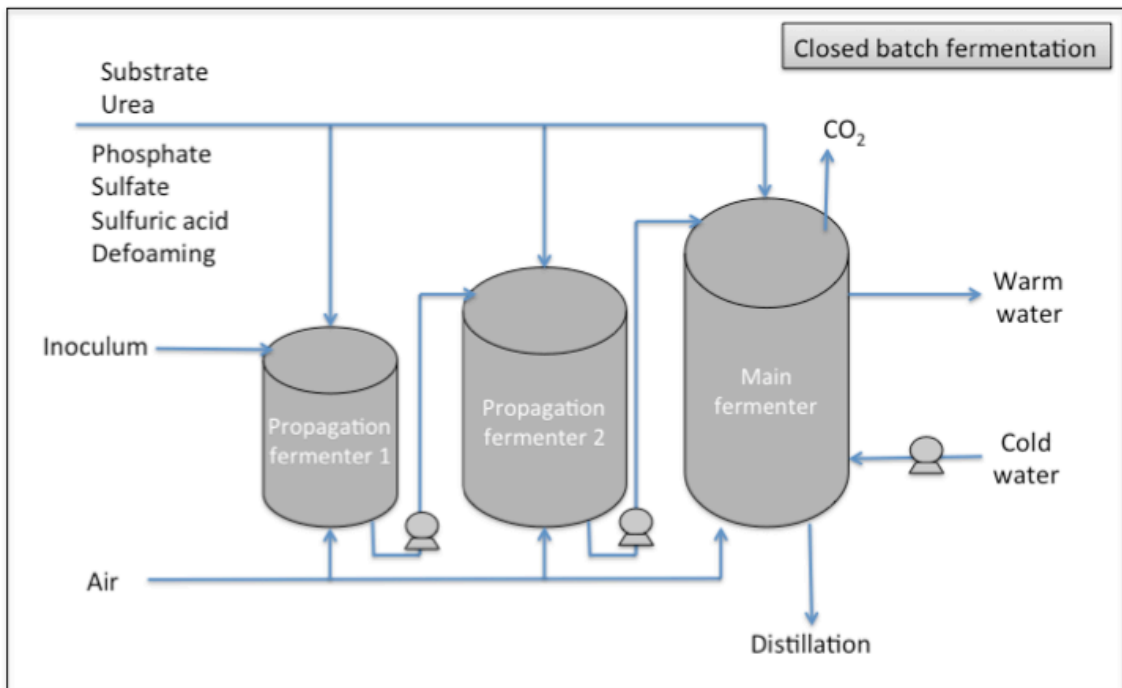 Closed batch fermentation
Substrate
Urea
Phosphate
Sulfate
Sulfuric acid
Defoaming
CO₂
Warm
water
Inoculum
Main
fermenter
Propagation
fermenter 2
Propagation
fermenter 1
Cold
water
Air
Distillation